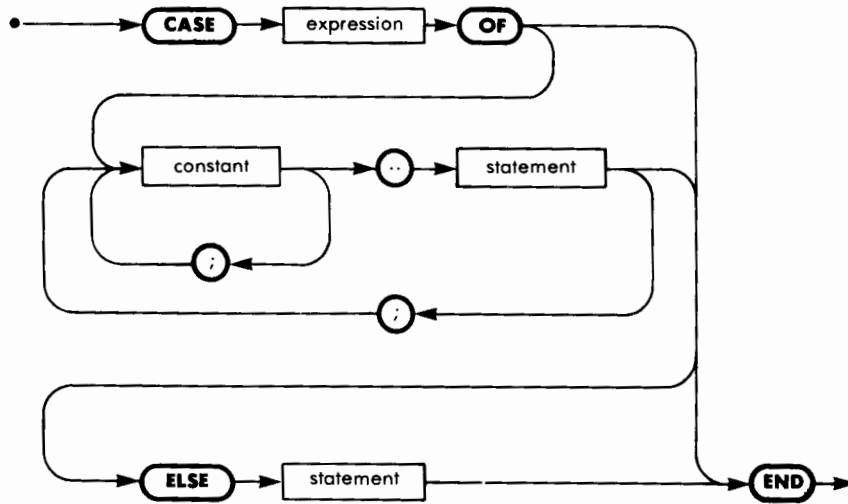 CASE expression OF
constant .. statement
;
;
ELSE statement END